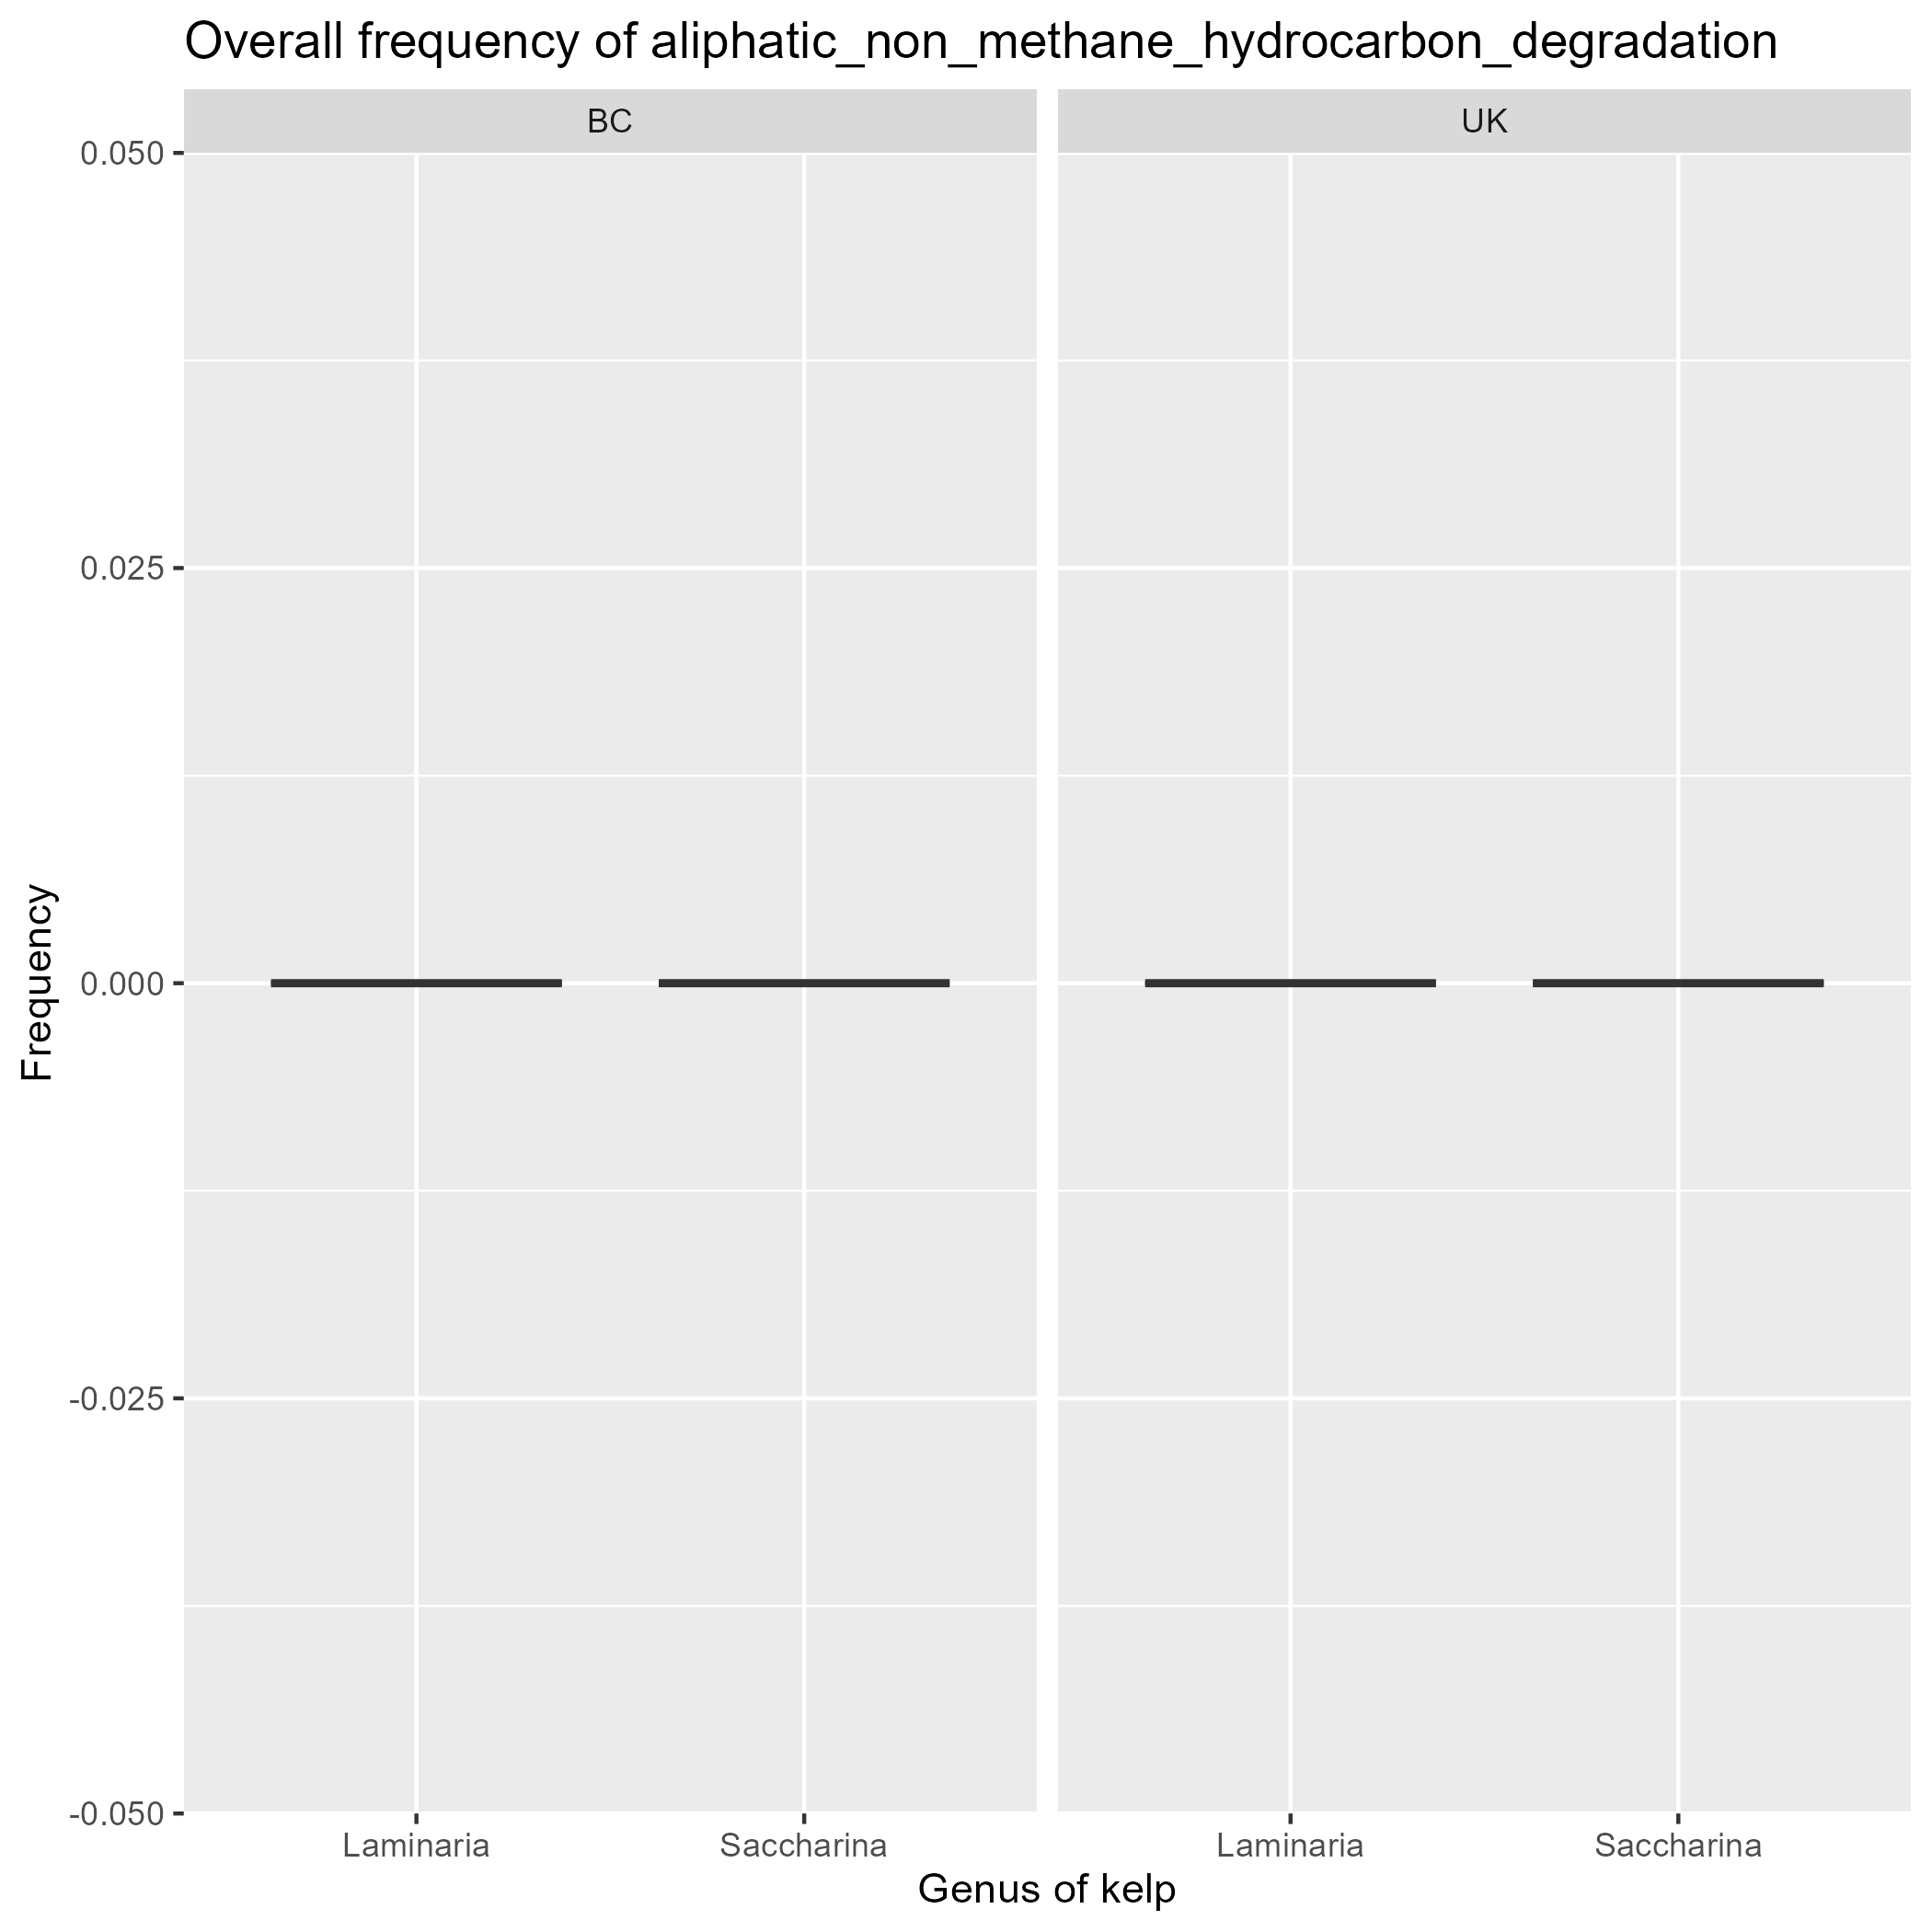 Overall frequency of aliphatic_non_methane_hydrocarbon_degradation
BC
UK
0.050
0.025
0.000
-0.025
-0.050
Frequency
Laminaria
Saccharina
Laminaria
Saccharina
Genus of kelp